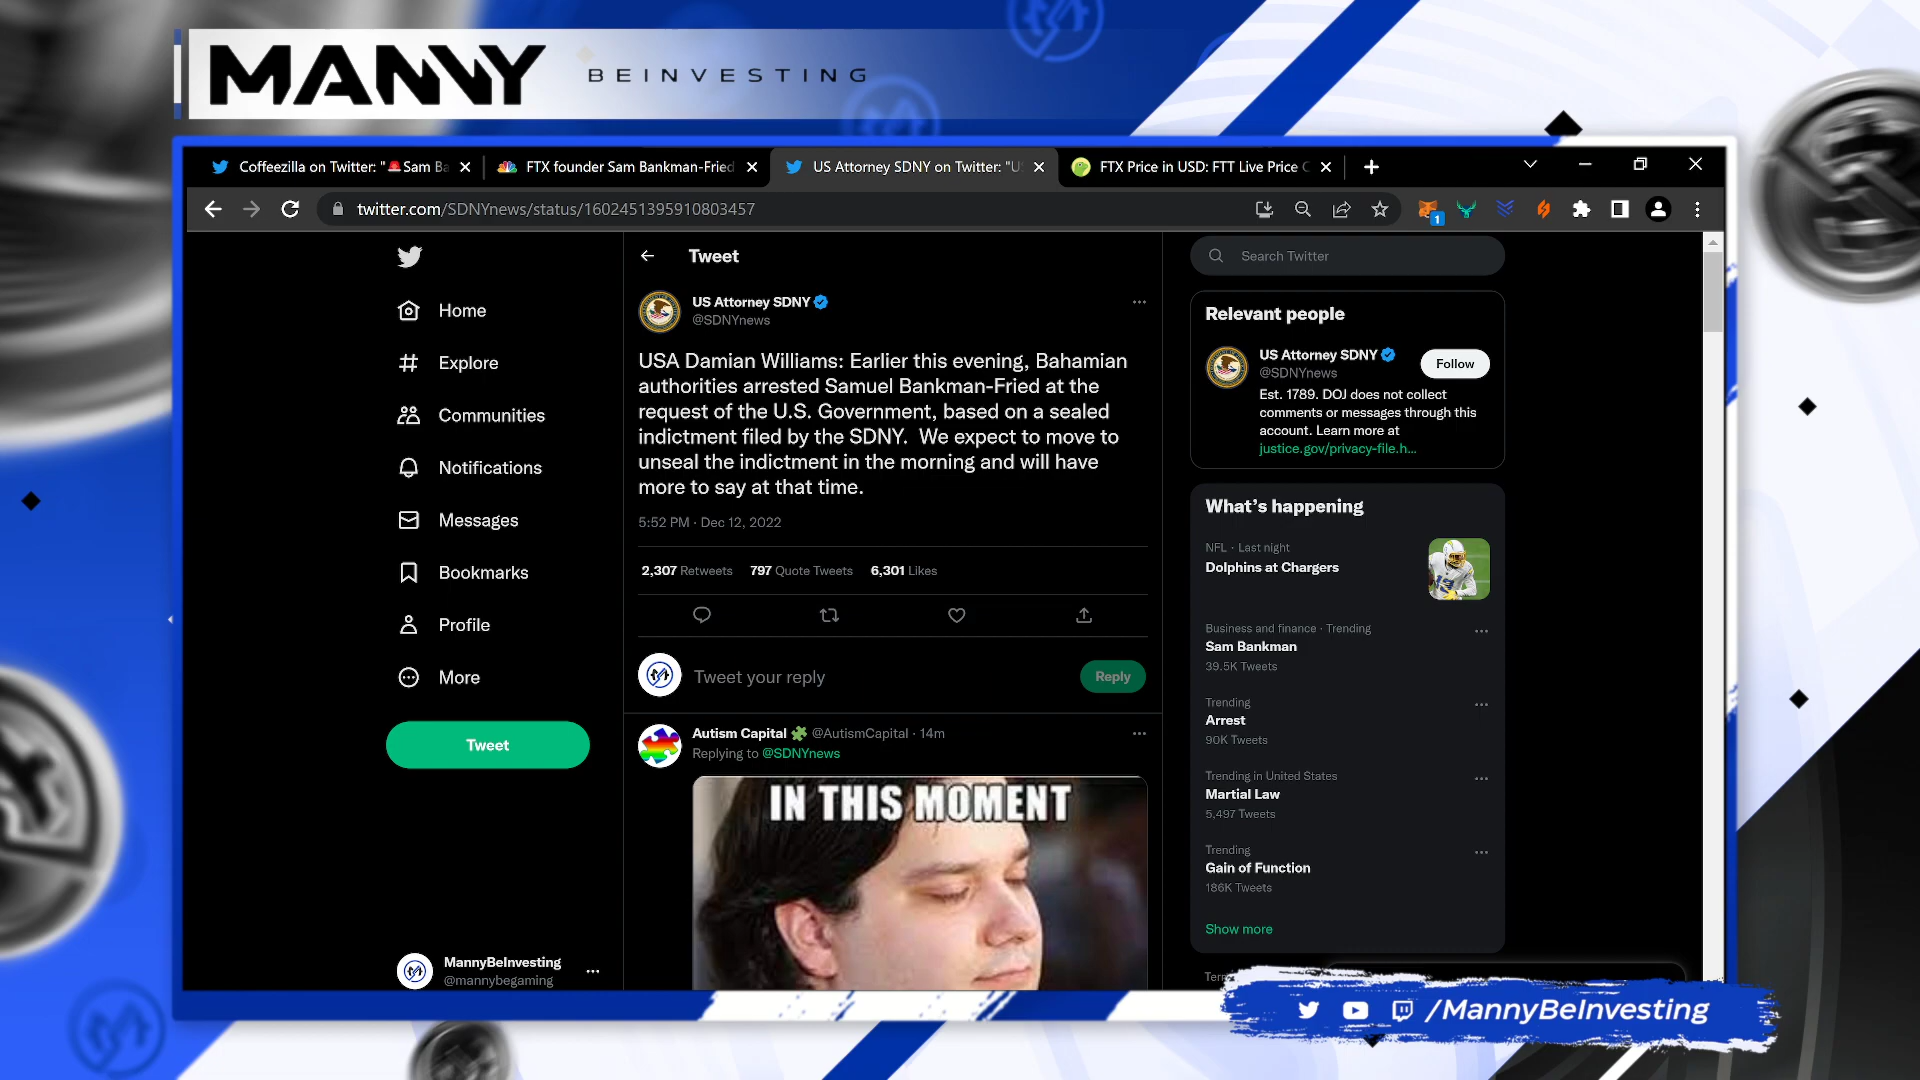 MANNY
BEINVESTING
Coffeezilla on Twitter: "🚨Sam Ba
FTX founder Sam Bankman-Fried
US Attorney SDNY on Twitter: "US
FTX Price in USD: FTT Live Price C
twitter.com/SDNYnews/status/1602451395910803457
1
Home
Explore
Communities
Notifications
Messages
Bookmarks
Profile
More
Tweet
MannyBeInvesting
@mannybegaming
Tweet
US Attorney SDNY
@SDNYnews
USA Damian Williams: Earlier this evening, Bahamian
authorities arrested Samuel Bankman-Fried at the
request of the U.S. Government, based on a sealed
indictment filed by the SDNY.  We expect to move to
unseal the indictment in the morning and will have
more to say at that time.
5:52 PM · Dec 12, 2022
2,307 Retweets 797 Quote Tweets 6,301 Likes
Tweet your reply
Reply
Autism Capital 🧩 @AutismCapital · 14m
Replying to @SDNYnews
IN THIS MOMENT
Search Twitter
Relevant people
US Attorney SDNY
@SDNYnews
Follow
Est. 1789. DOJ does not collect
comments or messages through this
account. Learn more at
justice.gov/privacy-file.h...
What's happening
NFL · Last night
Dolphins at Chargers
Business and finance · Trending
Sam Bankman
39.5K Tweets
Trending
Arrest
90K Tweets
Trending in United States
Martial Law
5,497 Tweets
Trending
Gain of Function
186K Tweets
Show more
/MannyBeInvesting